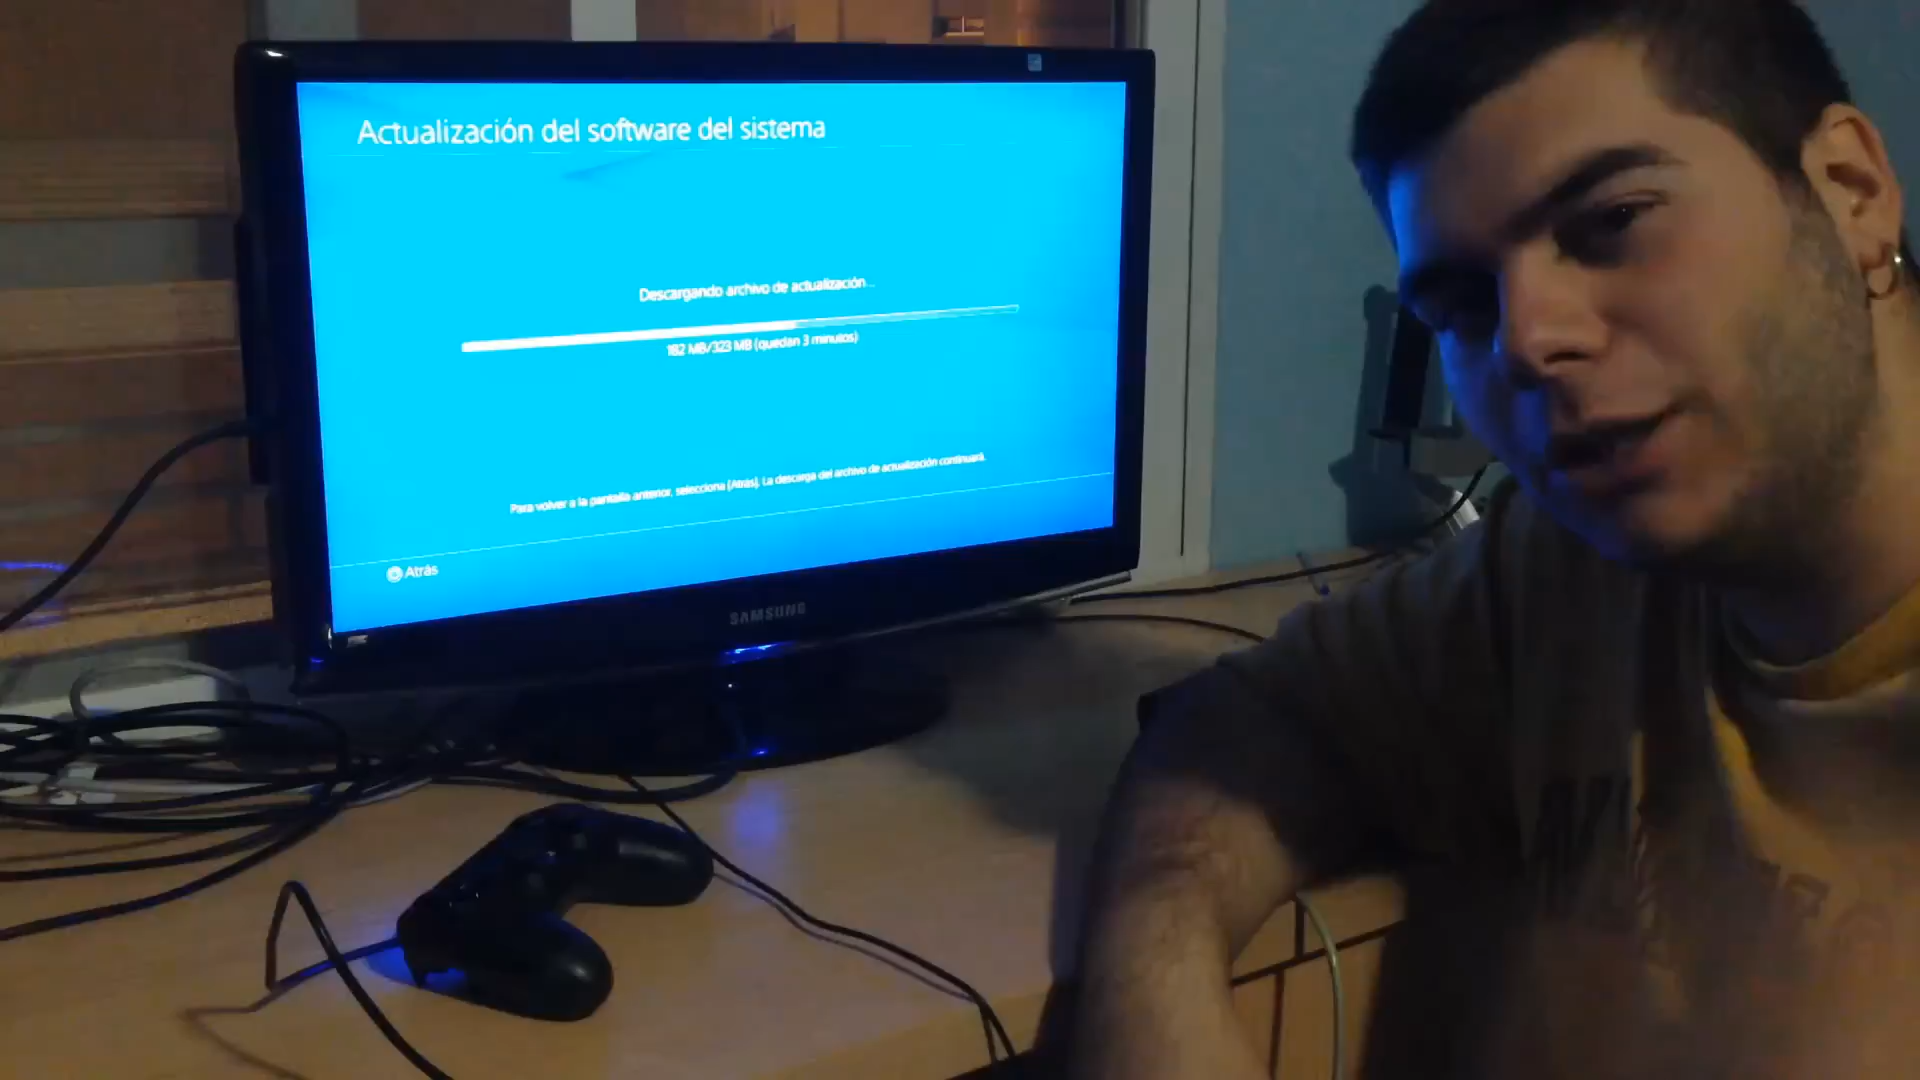 Actualización del software del sistema
Descargando archivo de actualización...
182 MB/323 MB (quedan 3 minutos)
Para volver a la pantalla anterior, selecciona [Atrás]. La descarga del archivo de actualización continuará.
Atrás
SAMSUNG